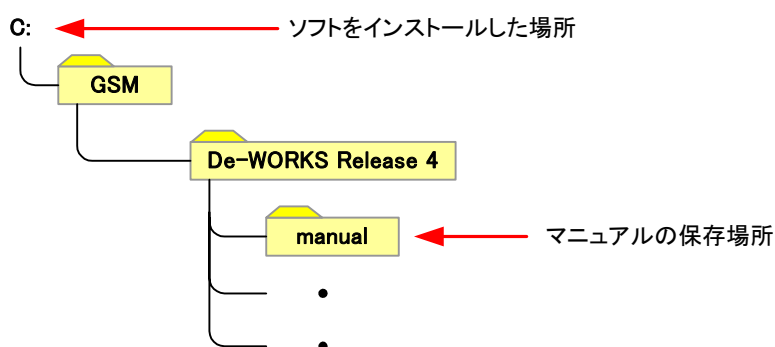 C:
ソフトをインストールした場所
GSM
De-WORKS Release 4
manual
マニュアルの保存場所